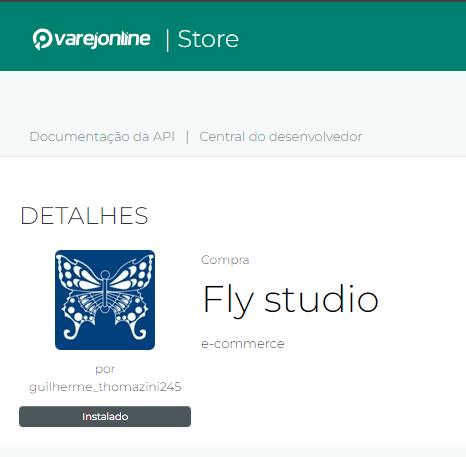 varejonline | Store
Documentação da API | Central do desenvolvedor
DETALHES
Compra
Fly studio
e-commerce
por
guilherme_thomazini245
Instalado